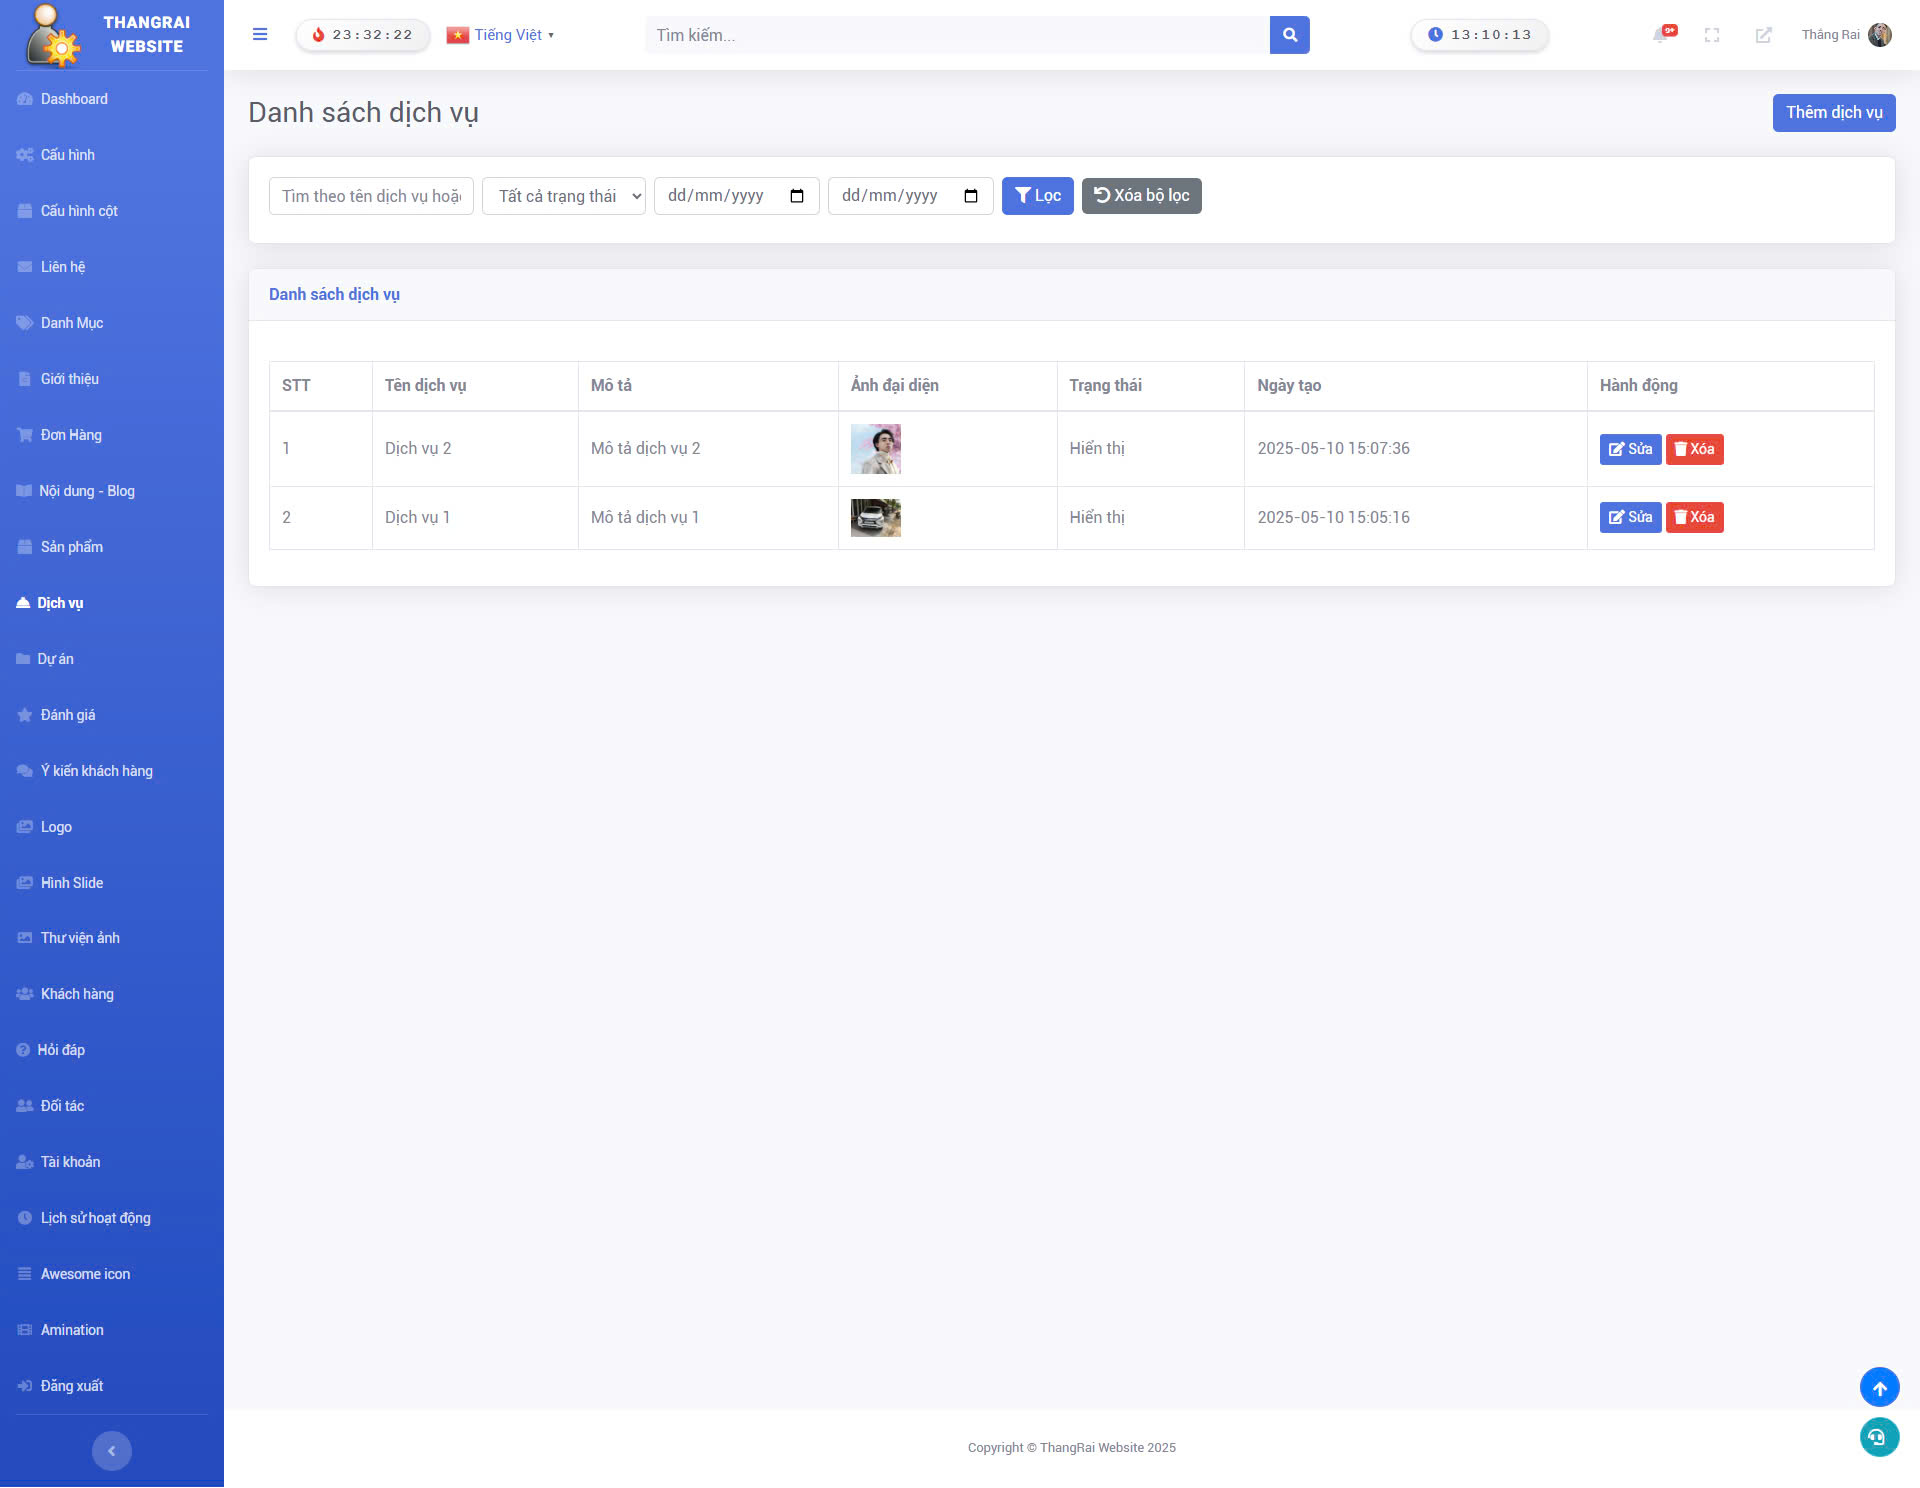 THANGRAI
WEBSITE
23:32:22
Tiếng Việt
Tìm kiếm...
13:10:13
9+
Thắng Rai
Dashboard
Cấu hình
Cấu hình cột
Liên hệ
Danh Mục
Giới thiệu
Đơn Hàng
Nội dung - Blog
Sản phẩm
Dịch vụ
Dự án
Đánh giá
Ý kiến khách hàng
Logo
Hình Slide
Thư viện ảnh
Khách hàng
Hỏi đáp
Đối tác
Tài khoản
Lịch sử hoạt động
Awesome icon
Amination
Đăng xuất
Danh sách dịch vụ
Thêm dịch vụ
Tìm theo tên dịch vụ hoặc
Tất cả trạng thái
dd/mm/yyyy
dd/mm/yyyy
Lọc
Xóa bộ lọc
Danh sách dịch vụ
STT Tên dịch vụ Mô tả Ảnh đại diện Trạng thái Ngày tạo Hành động
1 Dịch vụ 2 Mô tả dịch vụ 2 Hiển thị 2025-05-10 15:07:36 Sửa Xóa
2 Dịch vụ 1 Mô tả dịch vụ 1 Hiển thị 2025-05-10 15:05:16 Sửa Xóa
Copyright © ThangRai Website 2025